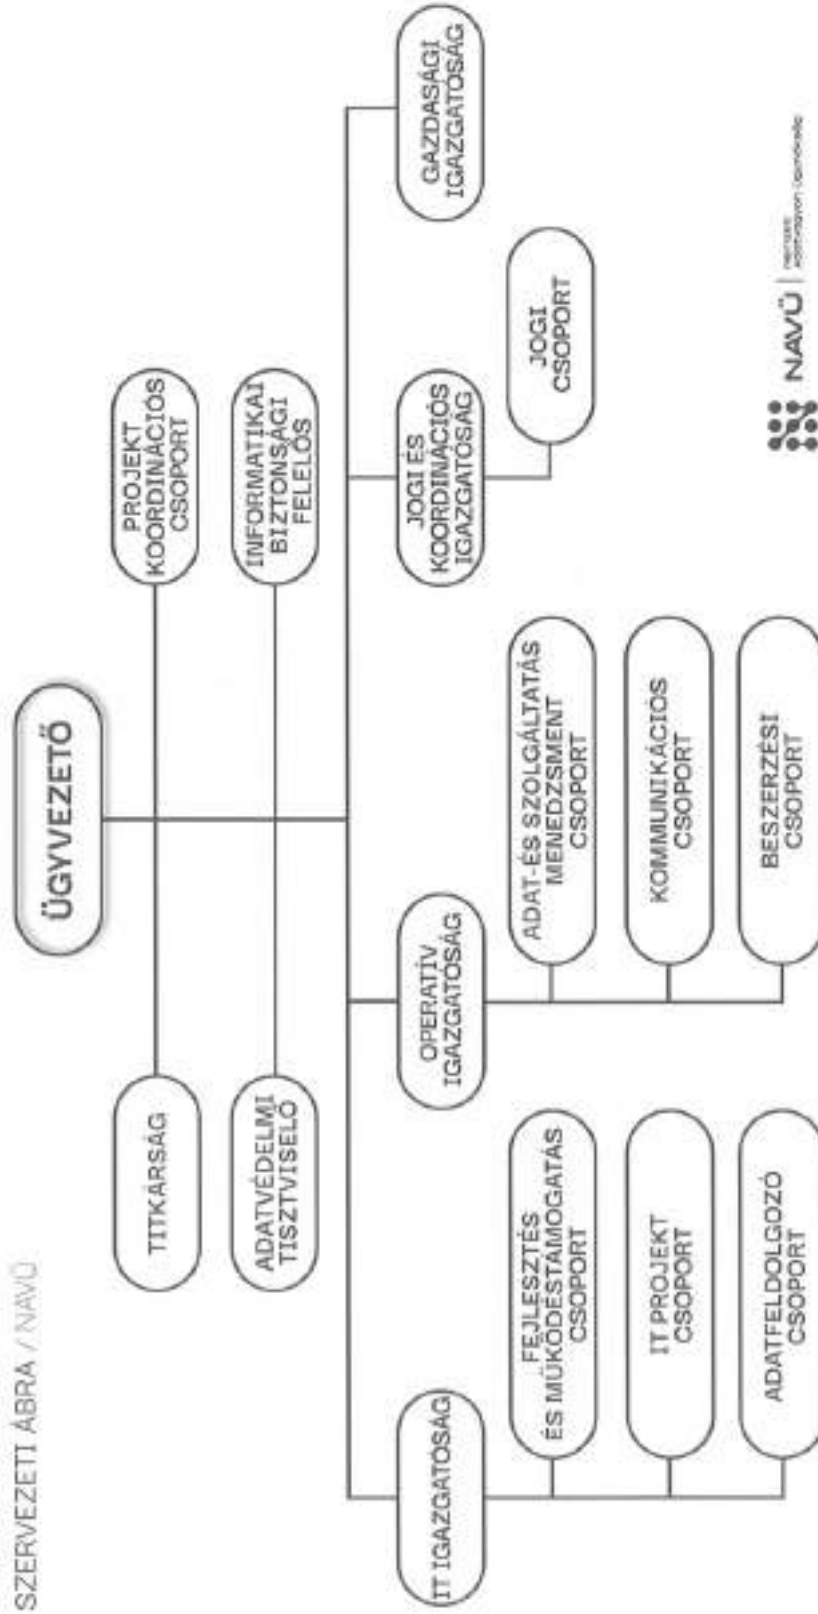 SZERVEZETI ÁBRA / NAVÜ
ÜGYVEZETŐ
TITKÁRSÁG
PROJEKT
KOORDINÁCIÓS
CSOPORT
ADATVÉDELMI
TISZTVISELŐ
INFORMATIKAI
BIZTONSÁGI
FELELŐS
IT IGAZGATÓSÁG
OPERATÍV
IGAZGATÓSÁG
JOGI ÉS
KOORDINÁCIÓS
IGAZGATÓSÁG
GAZDASÁGI
IGAZGATÓSÁG
FEJLESZTÉS
ÉS MŰKÖDÉSTÁMOGATÁS
CSOPORT
ADAT-ÉS SZOLGÁLTATÁS
MENEDZSMENT
CSOPORT
JOGI
CSOPORT
IT PROJEKT
CSOPORT
KOMMUNIKÁCIÓS
CSOPORT
ADATFELDOLGOZÓ
CSOPORT
BESZERZÉSI
CSOPORT
NAVÜ